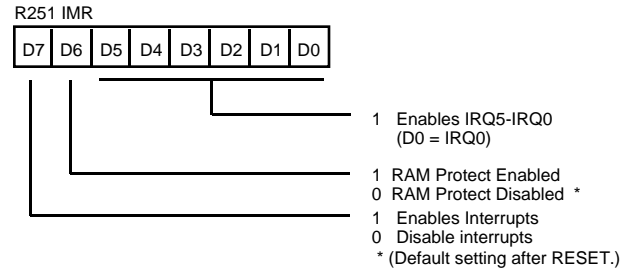 R251 IMR
D7 D6 D5 D4 D3 D2 D1 D0
1 Enables IRQ5-IRQ0
(D0 = IRQ0)
1 RAM Protect Enabled
0 RAM Protect Disabled *
1 Enables Interrupts
0 Disable interrupts
* (Default setting after RESET.)